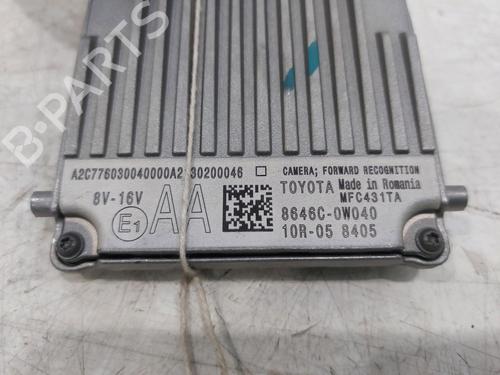 A2C776030040000A2 30200046 CAMERA; FORWARD RECOGNITION
8V-16V AA TOYOTA Made in Romania
MFC431TA
E1 8646C-0W040
10R-05 8405
B-PARTS